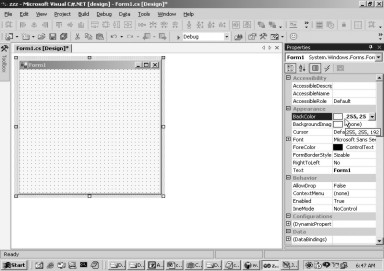 zzz - Microsoft Visual C#.NET [design] - Form1.cs [Design]*
File Edit View Project Build Debug Data Tools Window Help
Debug
Form1.cs [Design]*
Toolbox
Form1
Properties
Form1 System.Windows.Forms.Form
Accessibility
AccessibleDescrip
AccessibleName
AccessibleRole Default
Appearance
BackColor 255, 25
BackgroundImag (none)
Cursor Defa 255, 255, 192
Font Microsoft Sans Ser
ForeColor ControlText
FormBorderStyle Sizable
RightToLeft No
Text Form1
Behavior
AllowDrop False
ContextMenu (none)
Enabled True
ImeMode NoControl
Configurations
(DynamicPropert
Data
(DataBindings)
Ready
Start
6:47 AM